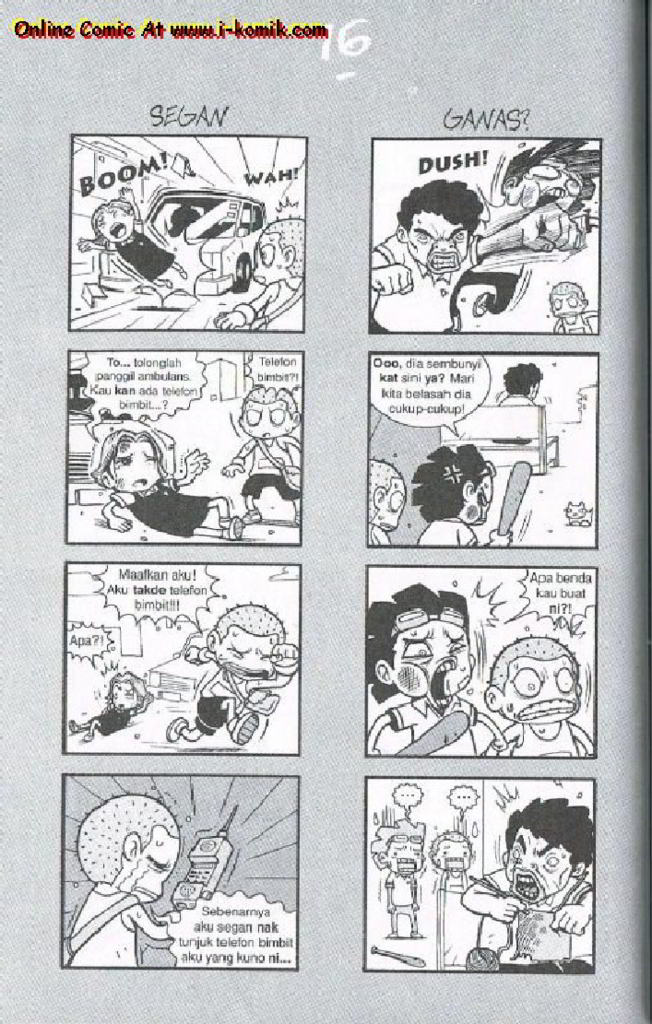 Online Comic At www.i-komik.com
16
SEGAN
BOOM!
WAH!
To... tolonglah
panggil ambulans.
Kau kan ada telefon
bimbit...?
Telefon
bimbit?!
Maafkan aku!
Aku takde telefon
bimbit!!!
Apa?!
Sebenarnya
aku segan nak
tunjuk telefon bimbit
aku yang kuno ni...
GANAS?
DUSH!
Ooo, dia sembunyi
kat sini ya? Mari
kita belasah dia
cukup-cukup!
Apa benda
kau buat
ni?!
...
...